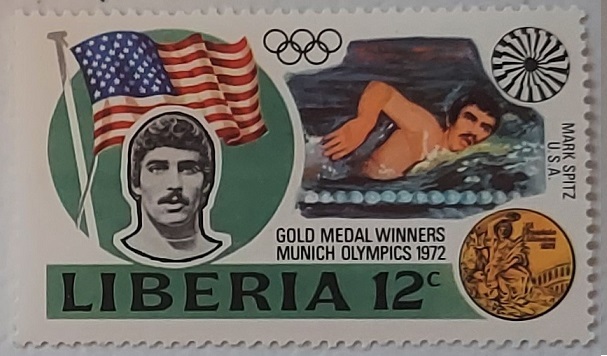 MARK SPITZ
U.S.A.
GOLD MEDAL WINNERS
MUNICH OLYMPICS 1972
LIBERIA 12c